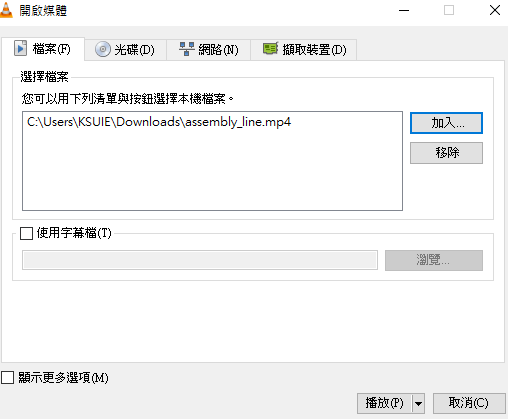 開啟媒體
檔案(F)
光碟(D)
網路(N)
擷取裝置(D)
選擇檔案
您可以用下列清單與按鈕選擇本機檔案。
C:\Users\KSUIE\Downloads\assembly_line.mp4
加入...
移除
使用字幕檔(T)
瀏覽...
顯示更多選項(M)
播放(P)
取消(C)